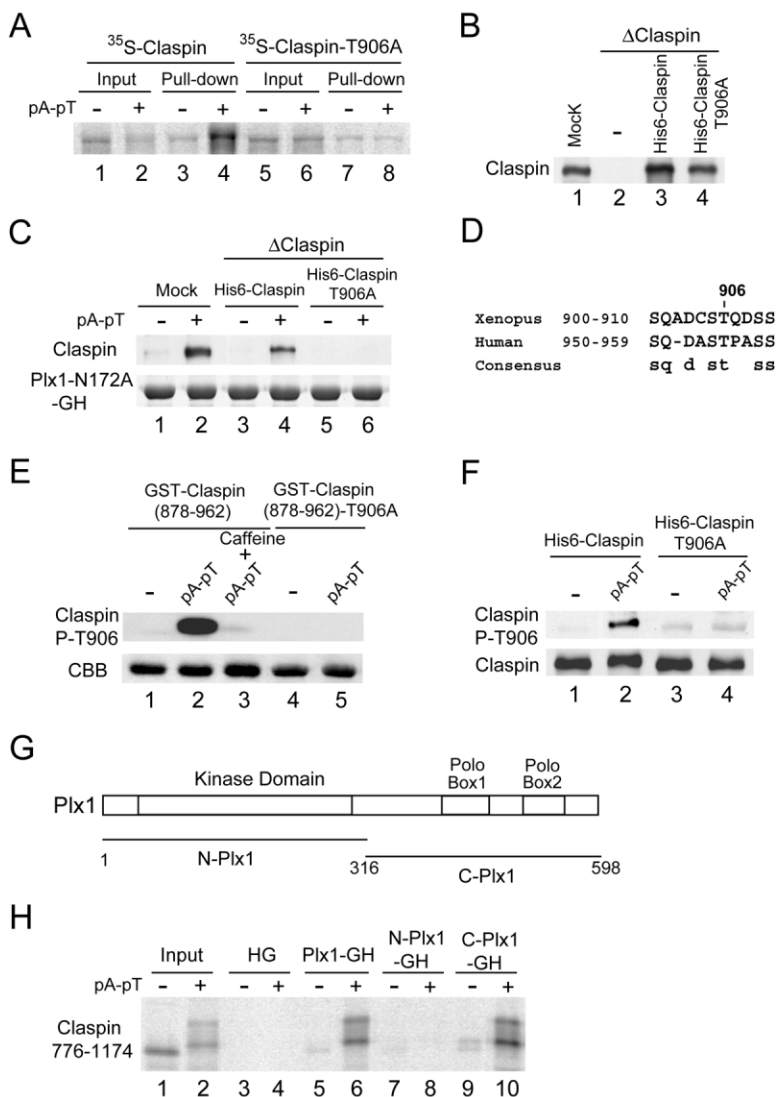 A
35S-Claspin 35S-Claspin-T906A
Input Pull-down Input Pull-down
pA-pT - + - + - + - +
1 2 3 4 5 6 7 8
B
ΔClaspin
MocK - His6-Claspin His6-Claspin T906A
Claspin
1 2 3 4
C
ΔClaspin
Mock His6-Claspin His6-Claspin
T906A
pA-pT - + - + - +
Claspin
Plx1-N172A
-GH
1 2 3 4 5 6
D
906
Xenopus 900-910 SQADCSTQDSS
Human 950-959 SQ-DASTPASS
Consensus sq d st ss
E
GST-Claspin GST-Claspin
(878-962) (878-962)-T906A
Caffeine
+
- pA-pT pA-pT - pA-pT
Claspin
P-T906
CBB
1 2 3 4 5
F
His6-Claspin His6-Claspin
T906A
- pA-pT - pA-pT
Claspin
P-T906
Claspin
1 2 3 4
G
Kinase Domain Polo Polo
Box1 Box2
Plx1
1 N-Plx1 316 C-Plx1 598
H
Input HG Plx1-GH N-Plx1 C-Plx1
-GH -GH
pA-pT - + - + - + - + - +
Claspin
776-1174
1 2 3 4 5 6 7 8 9 10